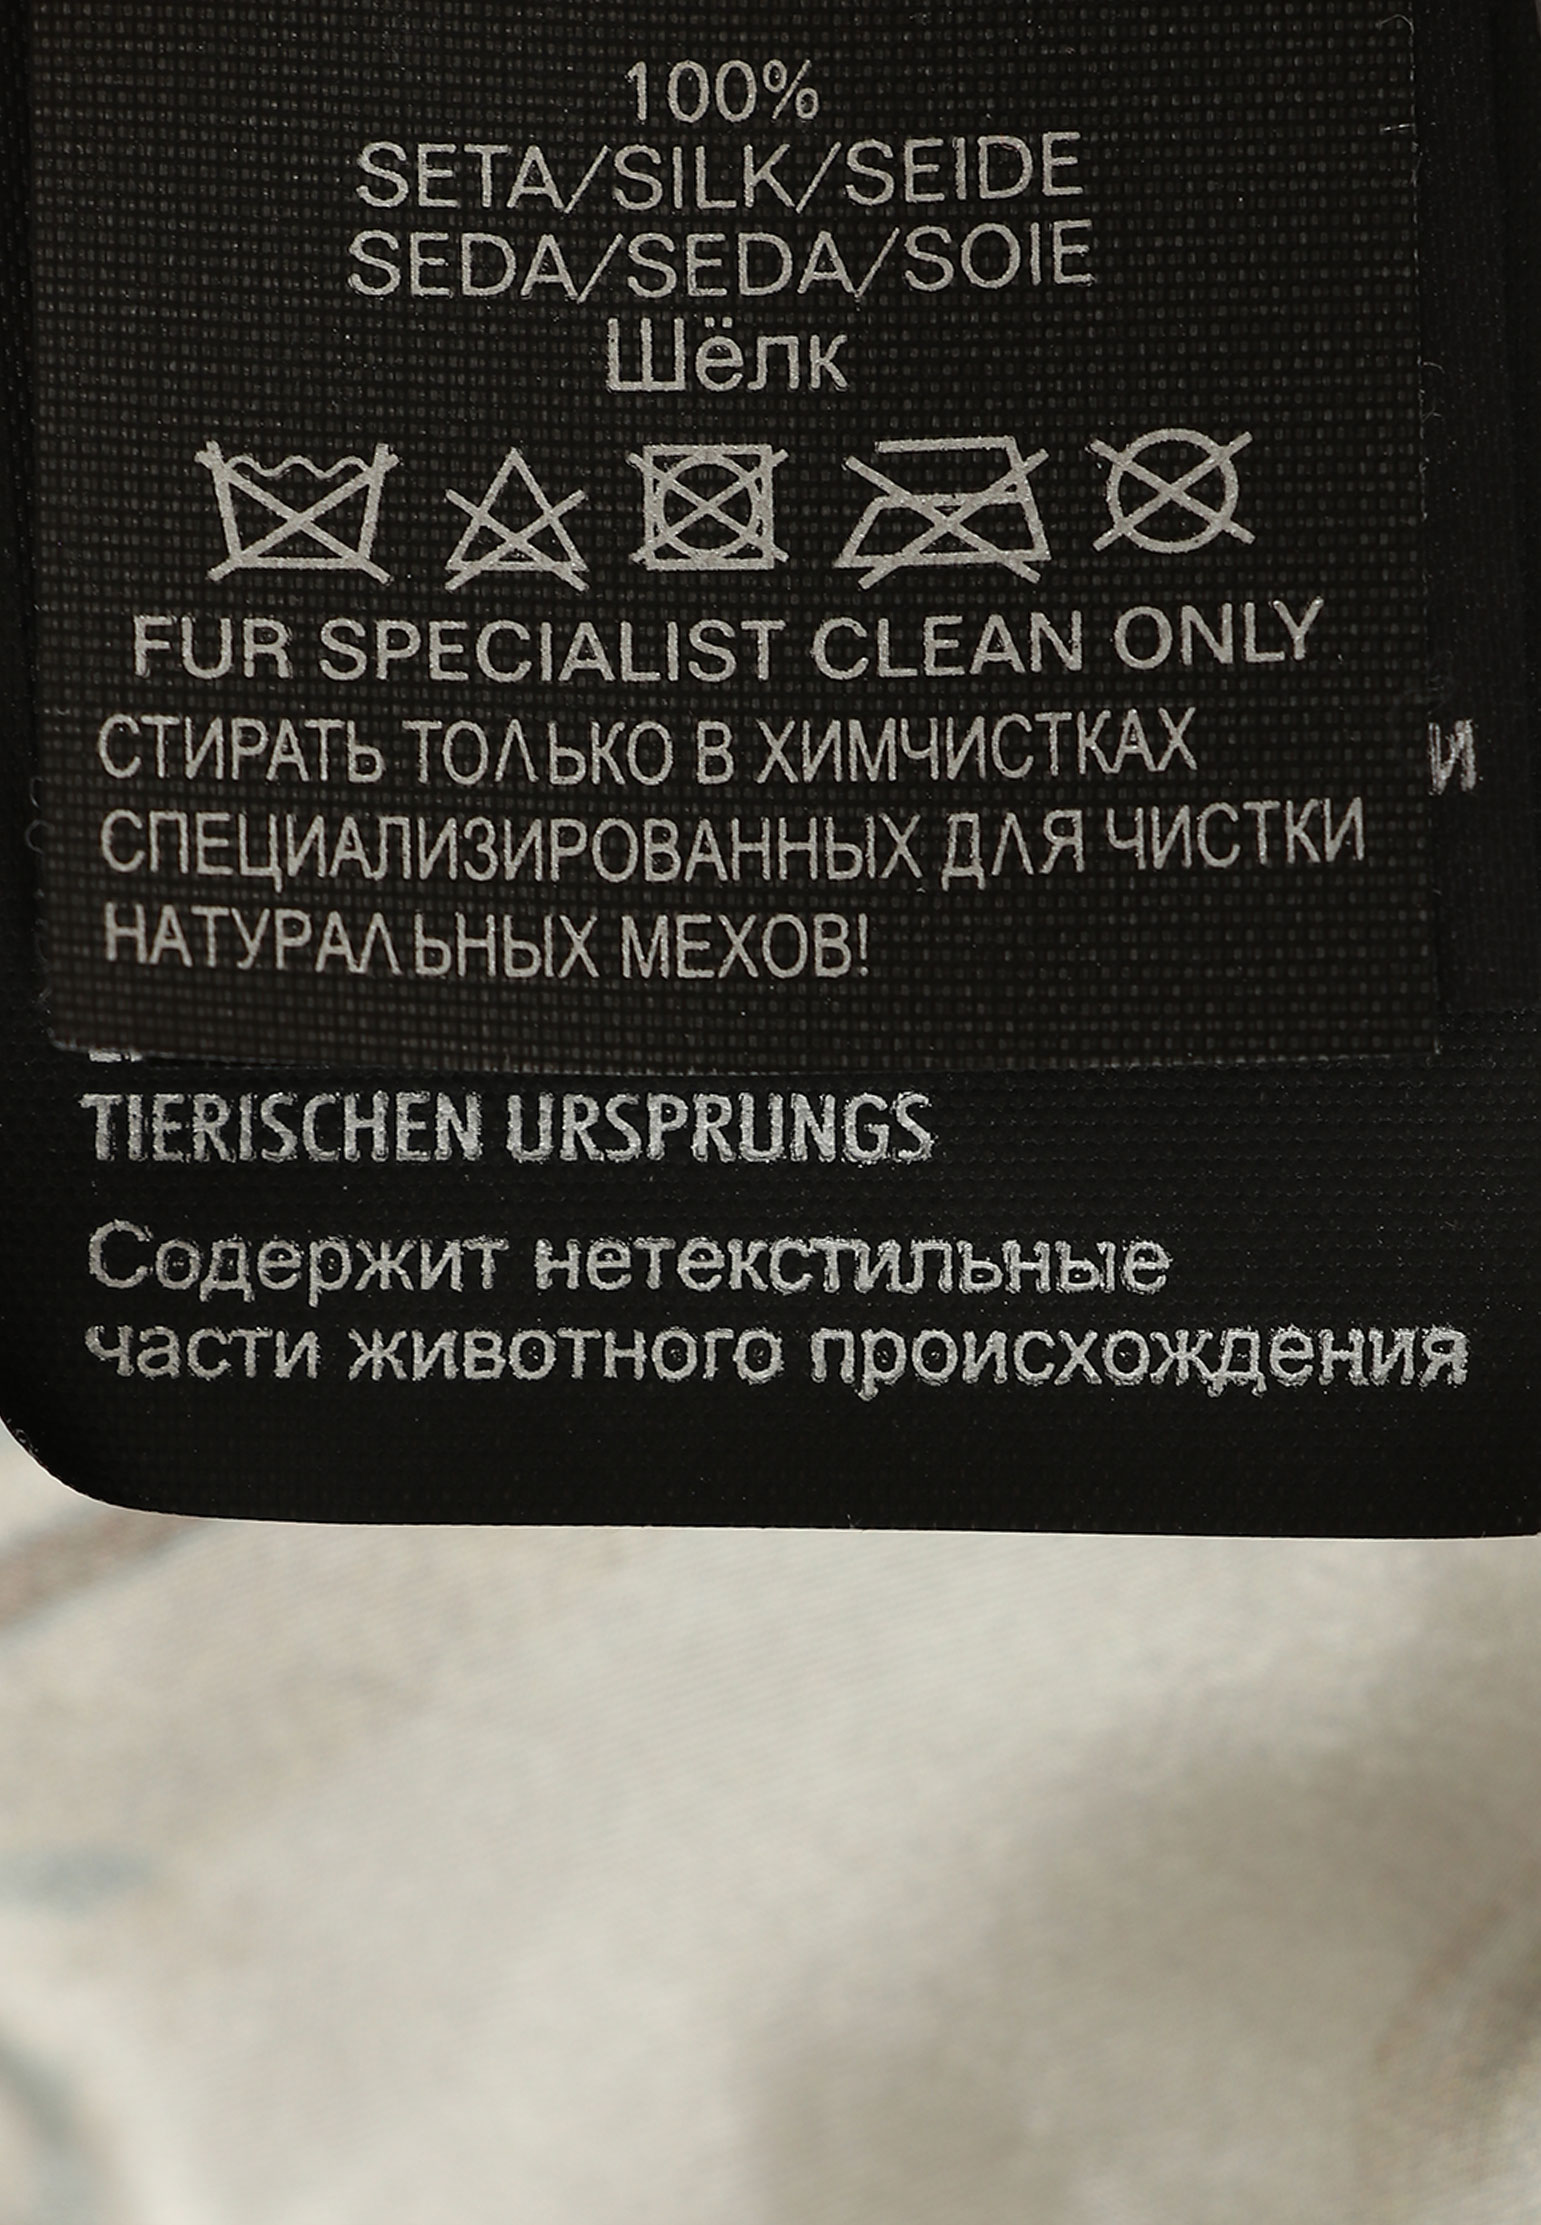 100%
SETA/SILK/SEIDE
SEDA/SEDA/SOIE
Шёлк
FUR SPECIALIST CLEAN ONLY
СТИРАТЬ ТОЛЬКО В ХИМЧИСТКАХ
СПЕЦИАЛИЗИРОВАННЫХ ДЛЯ ЧИСТКИ
НАТУРАЛЬНЫХ МЕХОВ!
TIERISCHEN URSPRUNGS
Содержит нетекстильные
части животного происхождения